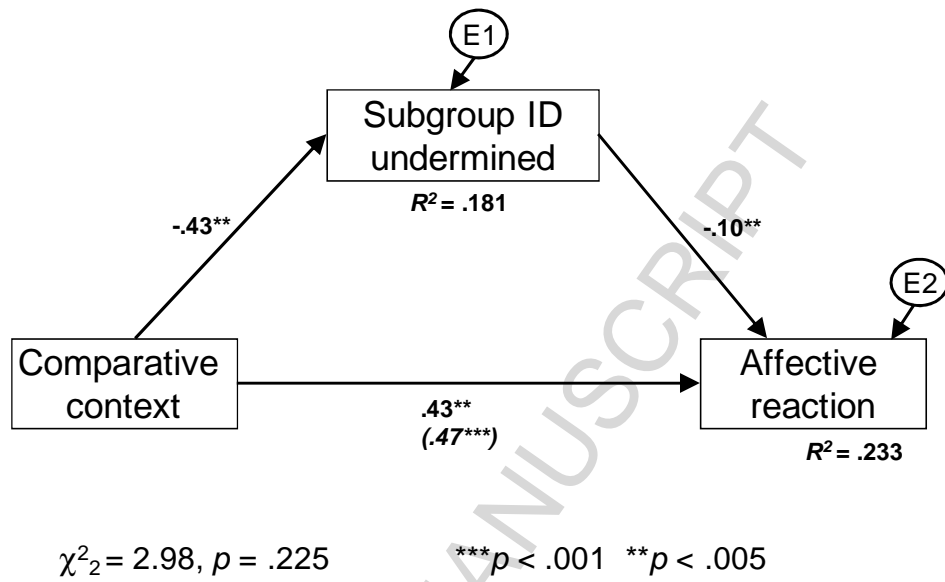 E1
Subgroup ID
undermined
R² = .181
-.43**
-.10**
E2
Comparative
context
Affective
reaction
.43**
(.47***)
R² = .233
χ²₂ = 2.98, p = .225 ***p < .001 **p < .005
MANUSCRIPT